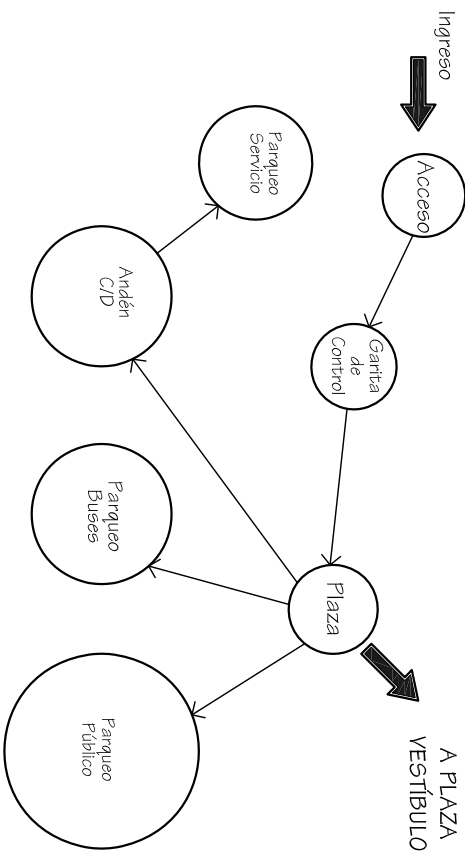 Ingreso
Acceso
Garita
de
Control
Plaza
A PLAZA
VESTÍBULO
Parqueo
Servicio
Andén
C/D
Parqueo
Buses
Parqueo
Público